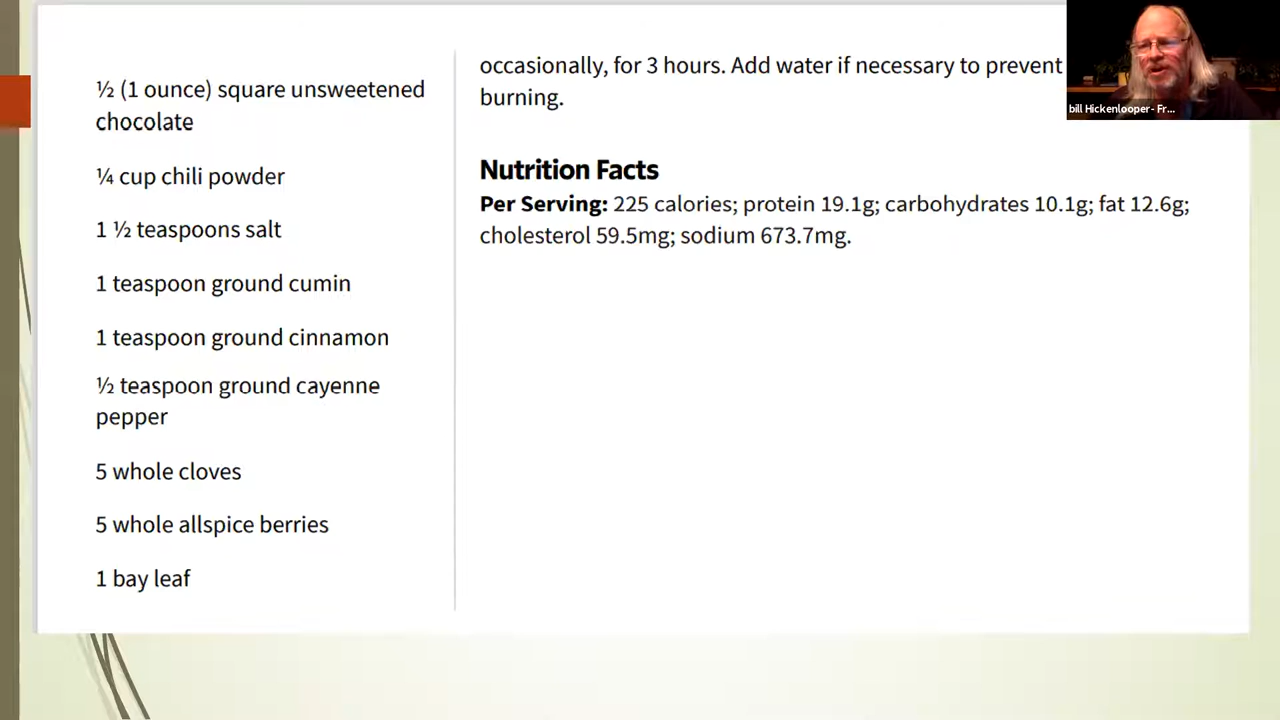 ½ (1 ounce) square unsweetened
chocolate
¼ cup chili powder
1 ½ teaspoons salt
1 teaspoon ground cumin
1 teaspoon ground cinnamon
½ teaspoon ground cayenne
pepper
5 whole cloves
5 whole allspice berries
1 bay leaf
occasionally, for 3 hours. Add water if necessary to prevent
burning.
Nutrition Facts
Per Serving: 225 calories; protein 19.1g; carbohydrates 10.1g; fat 12.6g;
cholesterol 59.5mg; sodium 673.7mg.
bill Hickenlooper- Fr...